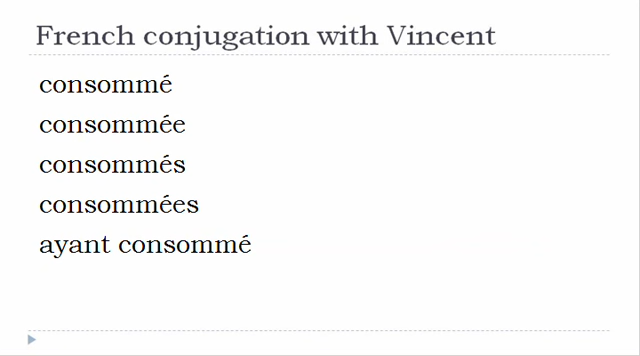 French conjugation with Vincent
consommé
consommée
consommés
consommées
ayant consommé